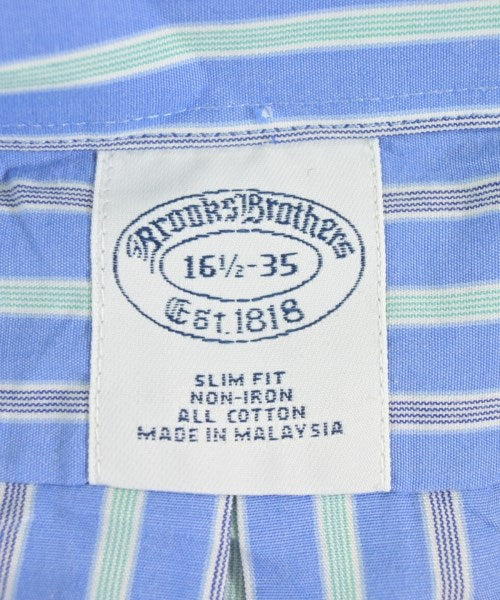 Brooks Brothers
16½-35
Est. 1818
SLIM FIT
NON-IRON
ALL COTTON
MADE IN MALAYSIA